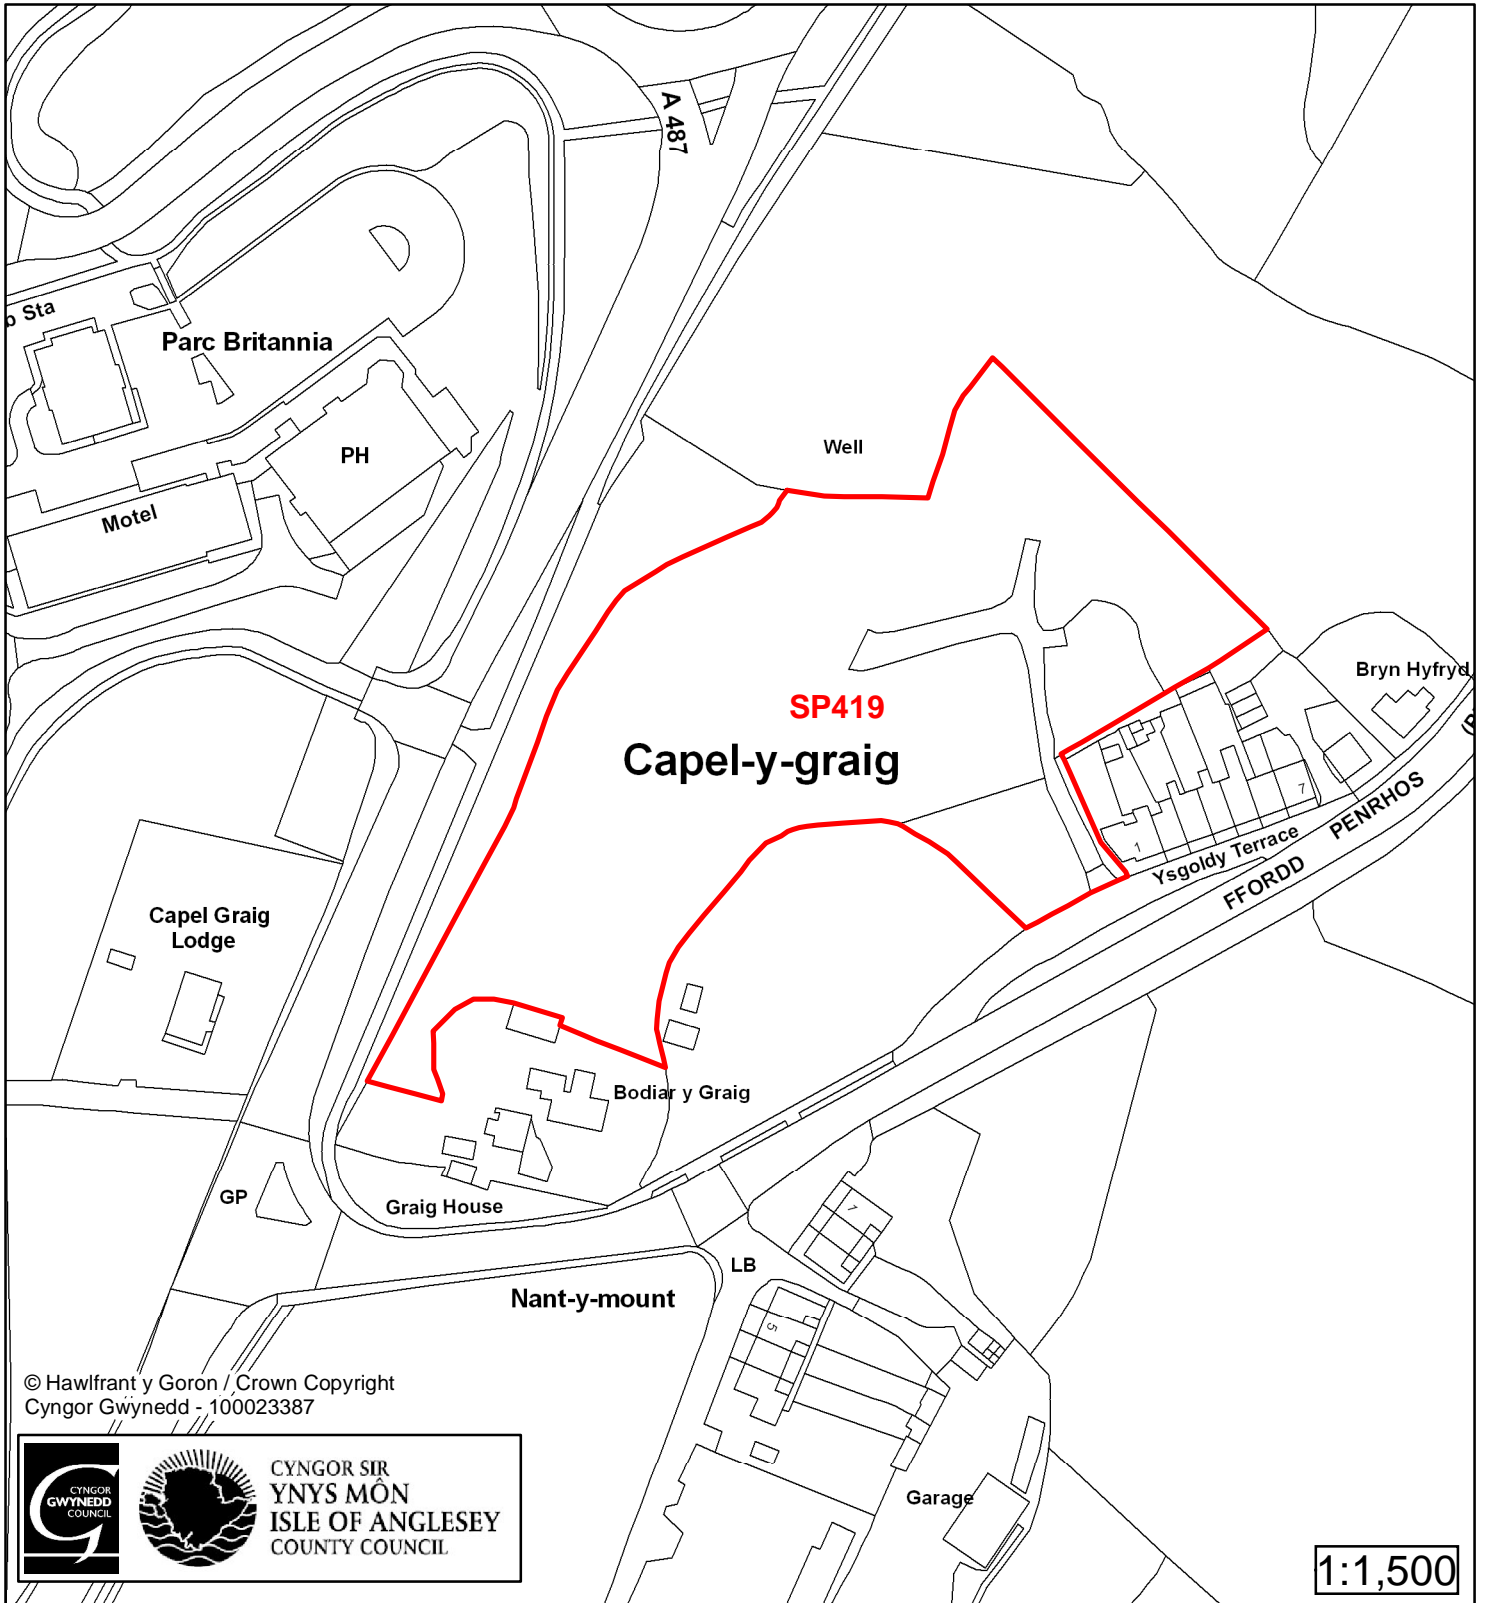 A 487
b Sta
Parc Britannia
PH
Well
Motel
Bryn Hyfryd
SP419
Capel-y-graig
7
1
PENRHOS
Ysgoldy Terrace
FFORDD
Capel Graig
Lodge
Bodiar y Graig
GP
Graig House
7
LB
Nant-y-mount
5
© Hawlfrant y Goron / Crown Copyright
Cyngor Gwynedd - 100023387
CYNGOR
GWYNEDD
COUNCIL
CYNGOR SIR
YNYS MÔN
ISLE OF ANGLESEY
COUNTY COUNCIL
Garage
1:1,500